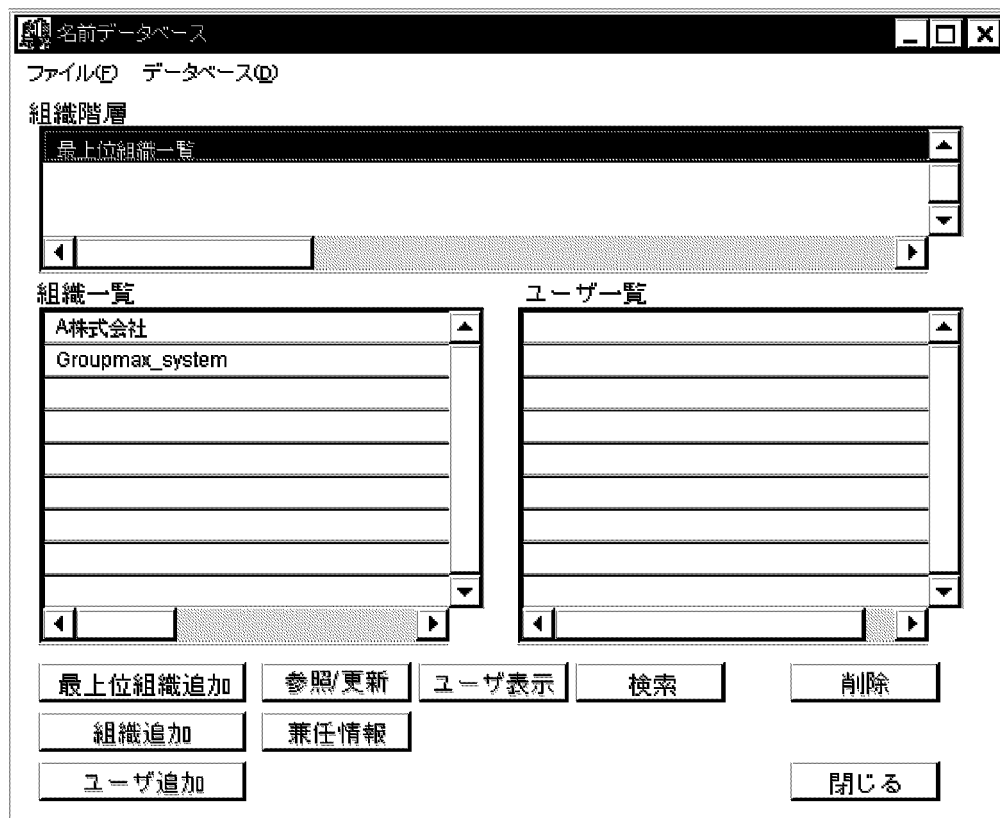 名前データベース
ファイル(F) データベース(D)
組織階層
最上位組織一覧
組織一覧 ユーザ一覧
A株式会社
Groupmax_system
最上位組織追加 参照/更新 ユーザ表示 検索 削除
組織追加 兼任情報
ユーザ追加 閉じる